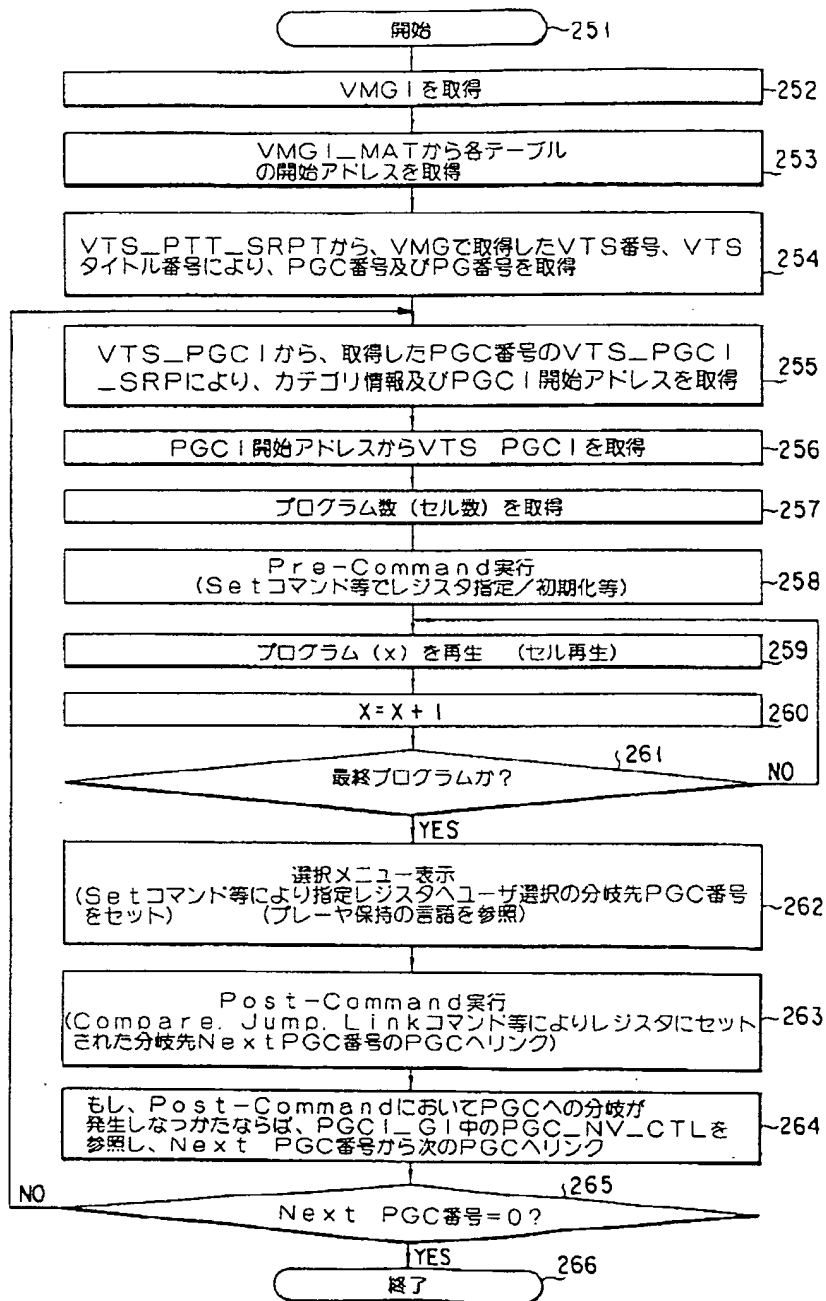 開始 251
VMGIを取得 252
VMGI_MATから各テーブル
の開始アドレスを取得 253
VTS_PTT_SRPTから、VMGで取得したVTS番号、VTS
タイトル番号により、PGC番号及びPG番号を取得 254
VTS_PGCIから、取得したPGC番号のVTS_PGCI
_SRPにより、カテゴリ情報及びPGCI開始アドレスを取得 255
PGCI開始アドレスからVTS PGCIを取得 256
プログラム数(セル数)を取得 257
Pre-Command実行
(Setコマンド等でレジスタ指定/初期化等) 258
プログラム(x)を再生 (セル再生) 259
X=X+1 260
261
最終プログラムか? NO
YES
選択メニュー表示
(Setコマンド等により指定レジスタへユーザ選択の分岐先PGC番号
をセット) (プレーヤ保持の言語を参照) 262
Post-Command実行
(Compare. Jump. Linkコマンド等によりレジスタにセット
された分岐先NextPGC番号のPGCへリンク) 263
もし、Post-CommandにおいてPGCへの分岐が
発生しなつかたならば、PGCI_GI中のPGC_NV_CTLを
参照し、Next PGC番号から次のPGCへリンク 264
NO 265
Next PGC番号=0?
YES
終了 266